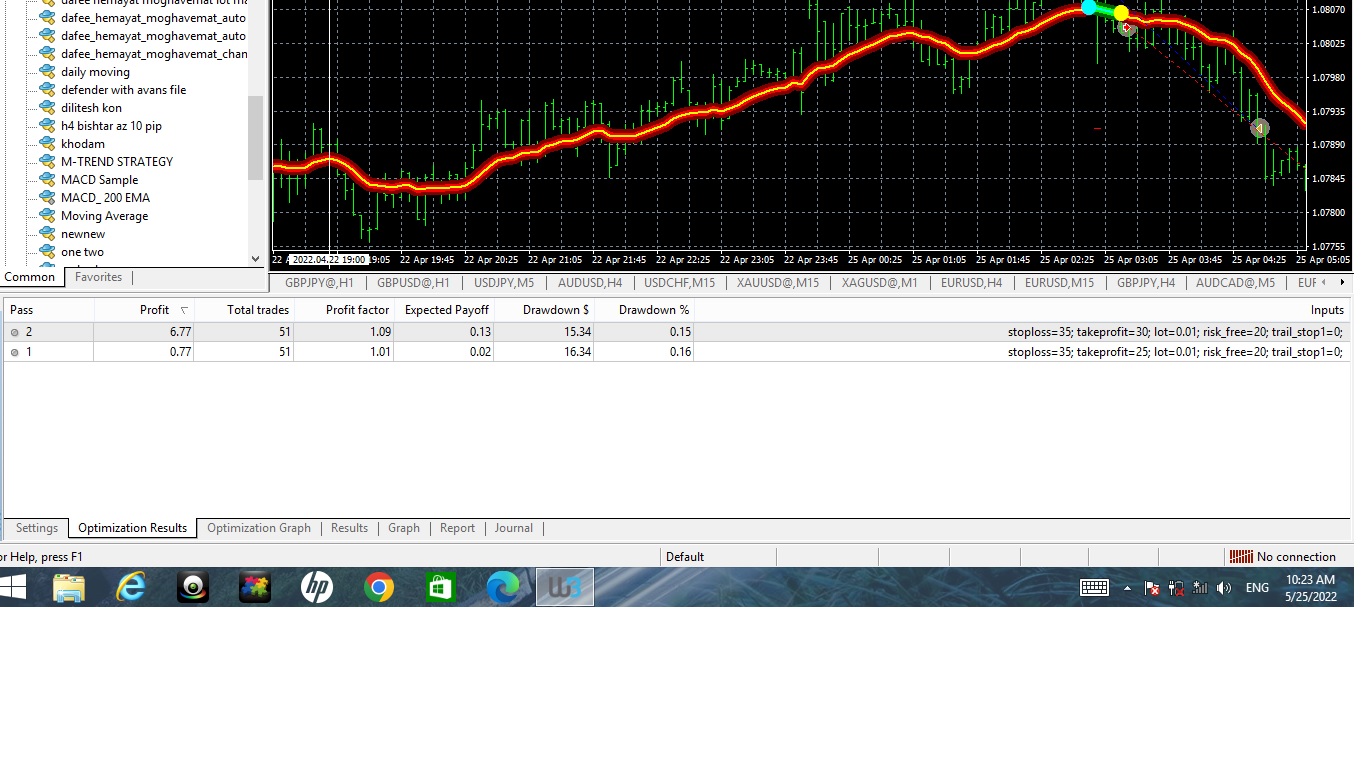 dafee hemayat moghavemat lot ma
dafee_hemayat_moghavemat_auto
dafee_hemayat_moghavemat_auto
dafee_hemayat_moghavemat_chan
daily moving
defender with avans file
dilitesh kon
h4 bishtar az 10 pip
khodam
M-TREND STRATEGY
MACD Sample
MACD_ 200 EMA
Moving Average
newnew
one two
Common
Favorites
1.08070
1.08025
1.07980
1.07935
1.07890
1.07845
1.07800
1.07755
22 A 2022.04.22 19:00 19:05 22 Apr 19:45 22 Apr 20:25 22 Apr 21:05 22 Apr 21:45 22 Apr 22:25 22 Apr 23:05 22 Apr 23:45 25 Apr 00:25 25 Apr 01:05 25 Apr 01:45 25 Apr 02:25 25 Apr 03:05 25 Apr 03:45 25 Apr 04:25 25 Apr 05:05
GBPJPY@,H1 GBPUSD@,H1 USDJPY,M5 AUDUSD,H4 USDCHF,M15 XAUUSD@,M15 XAGUSD@,M1 EURUSD,H4 EURUSD,M15 GBPJPY,H4 AUDCAD@,M5 EUF
Pass Profit Total trades Profit factor Expected Payoff Drawdown $ Drawdown % Inputs
2 6.77 51 1.09 0.13 15.34 0.15 stoploss=35; takeprofit=30; lot=0.01; risk_free=20; trail_stop1=0;
1 0.77 51 1.01 0.02 16.34 0.16 stoploss=35; takeprofit=25; lot=0.01; risk_free=20; trail_stop1=0;
Settings Optimization Results Optimization Graph Results Graph Report Journal
or Help, press F1 Default No connection
hp W3 ENG 10:23 AM
5/25/2022